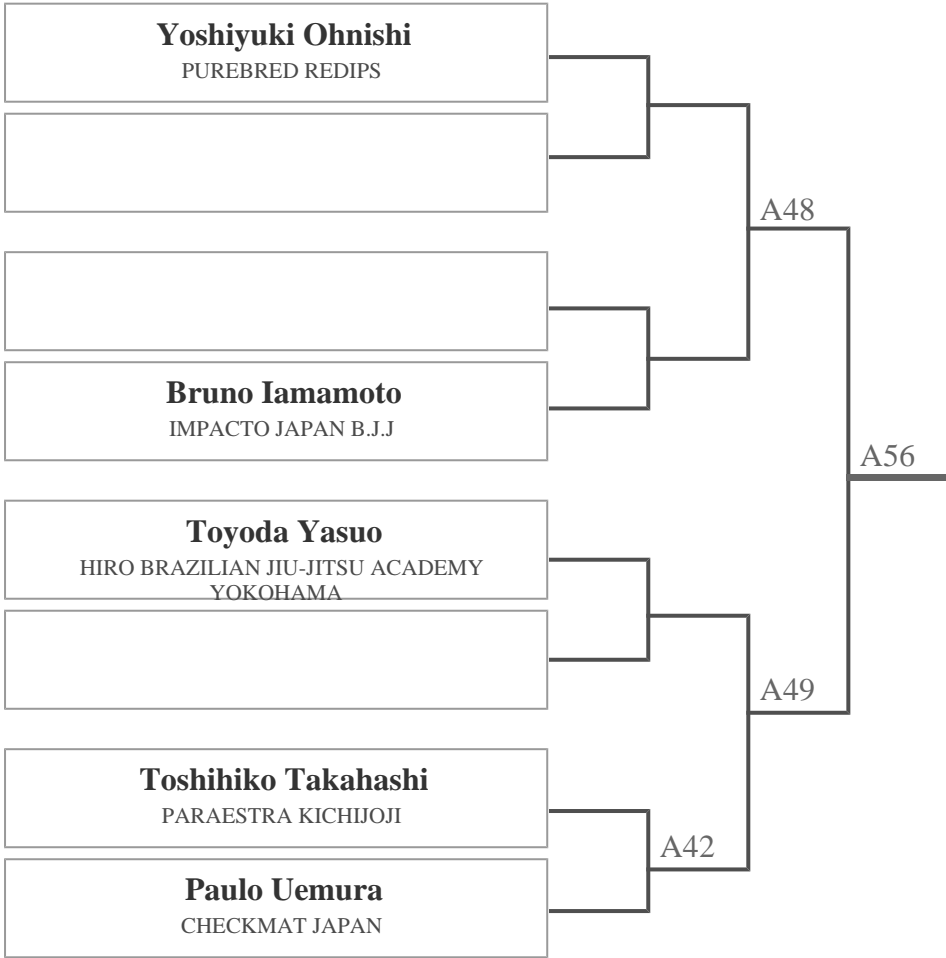 Yoshiyuki Ohnishi
PUREBRED REDIPS
A48
Bruno Iamamoto
IMPACTO JAPAN B.J.J
A56
Toyoda Yasuo
HIRO BRAZILIAN JIU-JITSU ACADEMY
YOKOHAMA
A49
Toshihiko Takahashi
PARAESTRA KICHIJOJI
A42
Paulo Uemura
CHECKMAT JAPAN